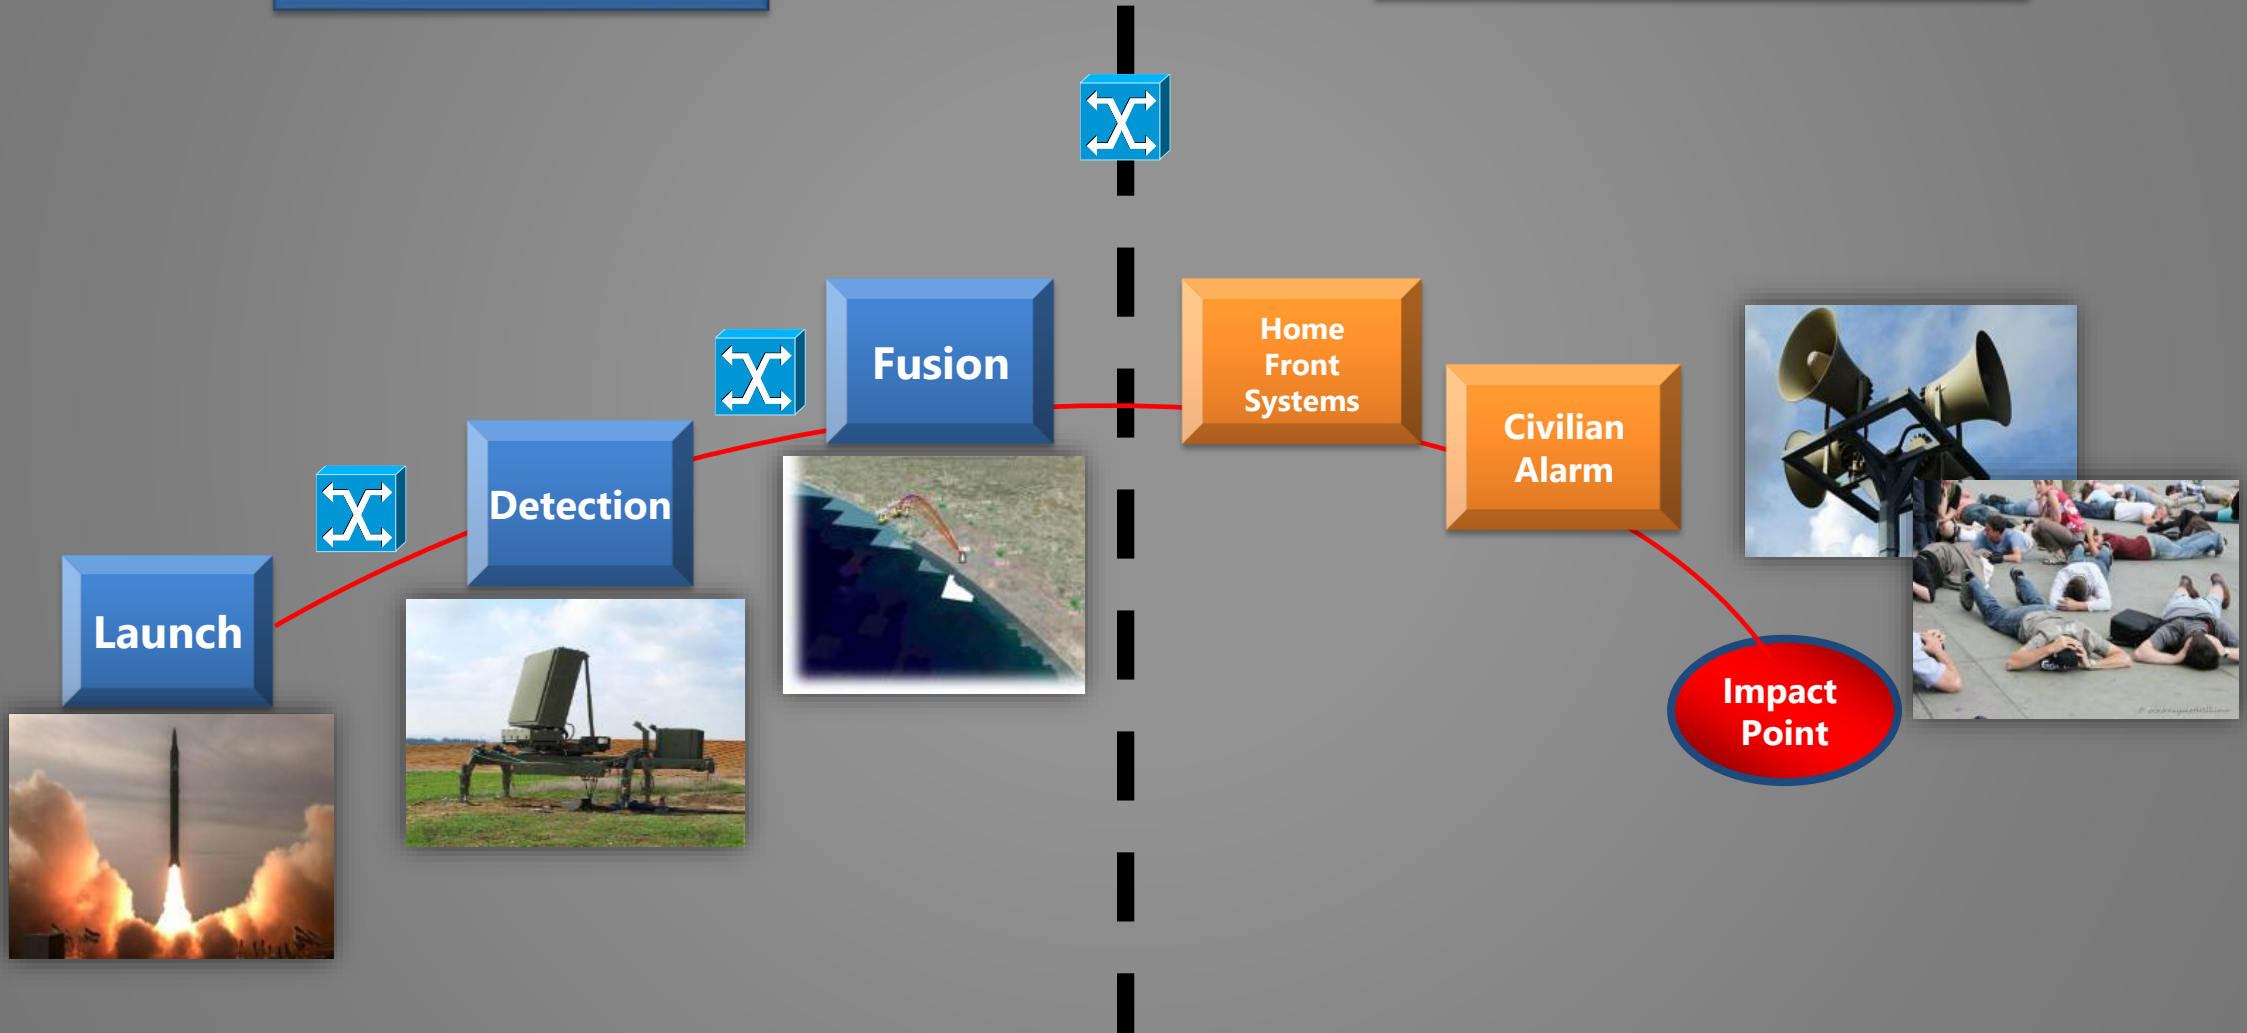 Fusion
Home
Front
Systems
Civilian
Alarm
Detection
Launch
Impact
Point